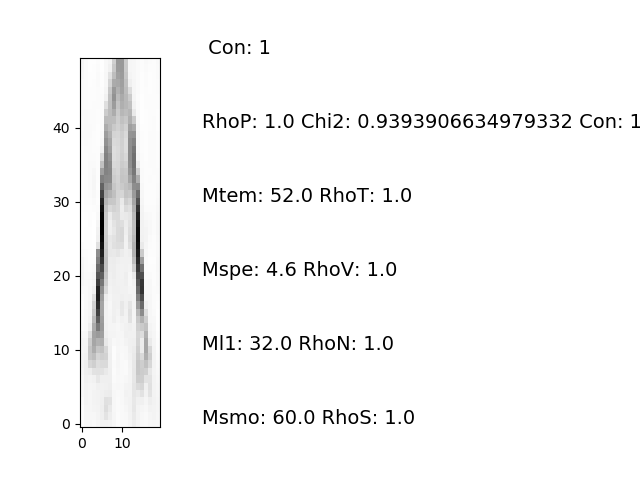 Con: 1
RhoP: 1.0 Chi2: 0.9393906634979332 Con: 1
Mtem: 52.0 RhoT: 1.0
Mspe: 4.6 RhoV: 1.0
Ml1: 32.0 RhoN: 1.0
Msmo: 60.0 RhoS: 1.0
40
30
20
10
0
0 10